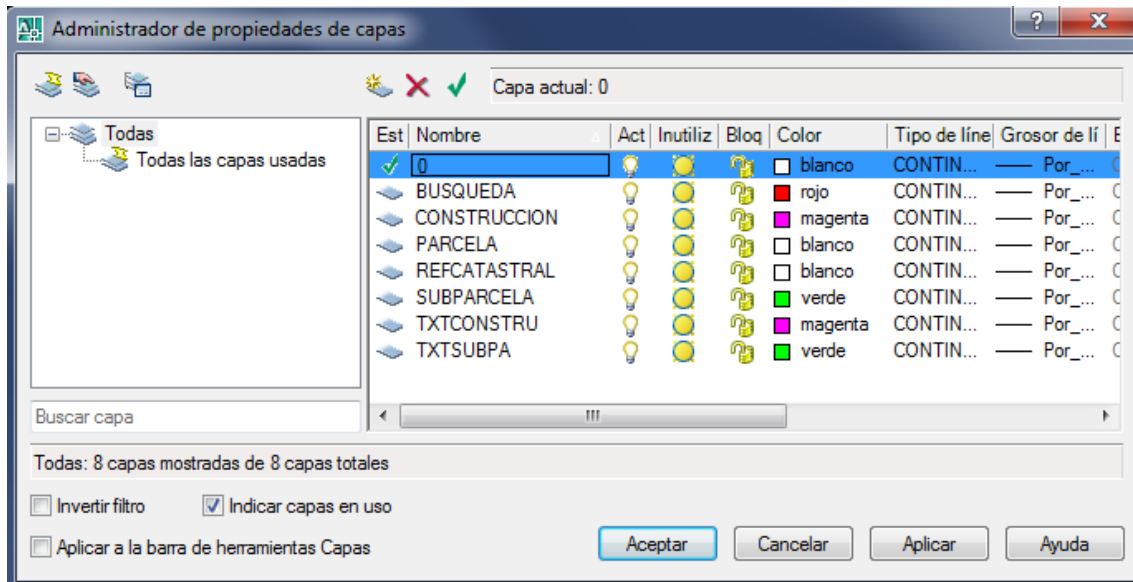 Administrador de propiedades de capas
Capa actual: 0
Todas
Todas las capas usadas
Est Nombre Act Inutiliz Bloq Color Tipo de líne Grosor de lí E
0 blanco CONTIN... Por_...
BUSQUEDA rojo CONTIN... Por_... C
CONSTRUCCION magenta CONTIN... Por_... C
PARCELA blanco CONTIN... Por_... C
REFCATASTRAL blanco CONTIN... Por_... C
SUBPARCELA verde CONTIN... Por_... C
TXTCONSTRU magenta CONTIN... Por_... C
TXTSUBPA verde CONTIN... Por_... C
Buscar capa
Todas: 8 capas mostradas de 8 capas totales
Invertir filtro Indicar capas en uso
Aplicar a la barra de herramientas Capas
Aceptar Cancelar Aplicar Ayuda